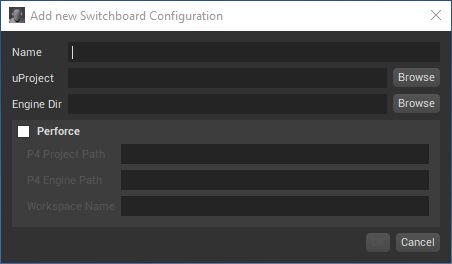 Add new Switchboard Configuration
Name
uProject Browse
Engine Dir Browse
Perforce
P4 Project Path
P4 Engine Path
Workspace Name
OK Cancel